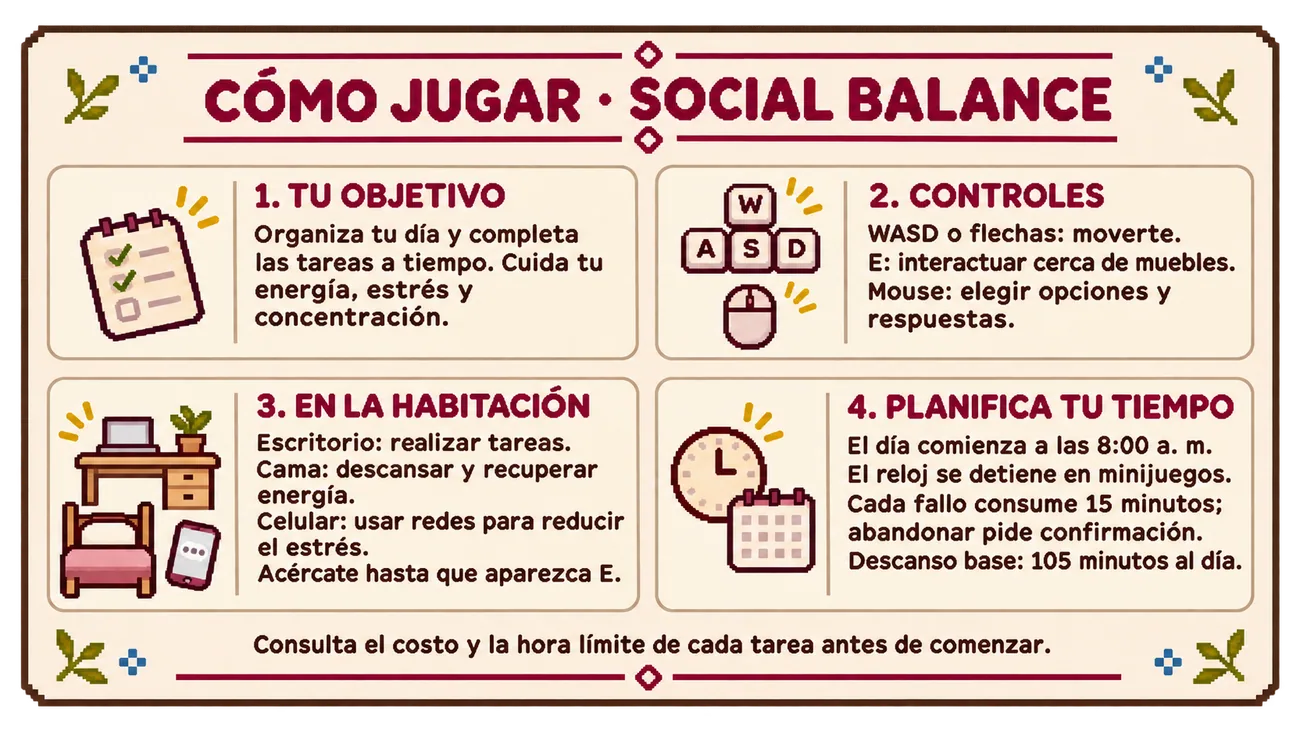 CÓMO JUGAR · SOCIAL BALANCE
1. TU OBJETIVO
Organiza tu día y completa
las tareas a tiempo. Cuida tu
energía, estrés y
concentración.
W
A S D
2. CONTROLES
WASD o flechas: moverte.
E: interactuar cerca de muebles.
Mouse: elegir opciones y
respuestas.
3. EN LA HABITACIÓN
Escritorio: realizar tareas.
Cama: descansar y recuperar
energía.
Celular: usar redes para reducir
el estrés.
Acércate hasta que aparezca E.
4. PLANIFICA TU TIEMPO
El día comienza a las 8:00 a. m.
El reloj se detiene en minijuegos.
Cada fallo consume 15 minutos;
abandonar pide confirmación.
Descanso base: 105 minutos al día.
Consulta el costo y la hora límite de cada tarea antes de comenzar.